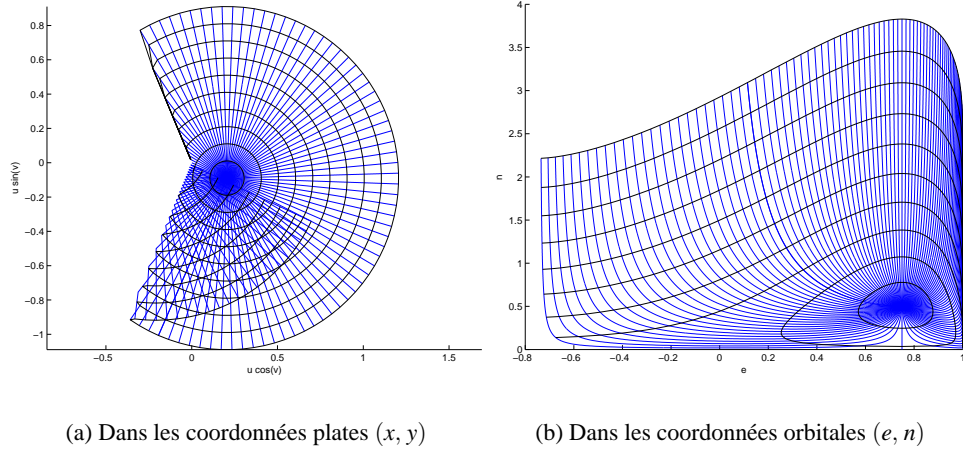 0.8
0.6
0.4
0.2
0
−0.2
−0.4
−0.6
−0.8
−1
u sin(v)
−0.5 0 0.5 1 1.5
u cos(v)
(a) Dans les coordonnées plates (x, y)
4
3.5
3
2.5
2
1.5
1
0.5
0
n
−0.8 −0.6 −0.4 −0.2 0 0.2 0.4 0.6 0.8 1
e
(b) Dans les coordonnées orbitales (e, n)